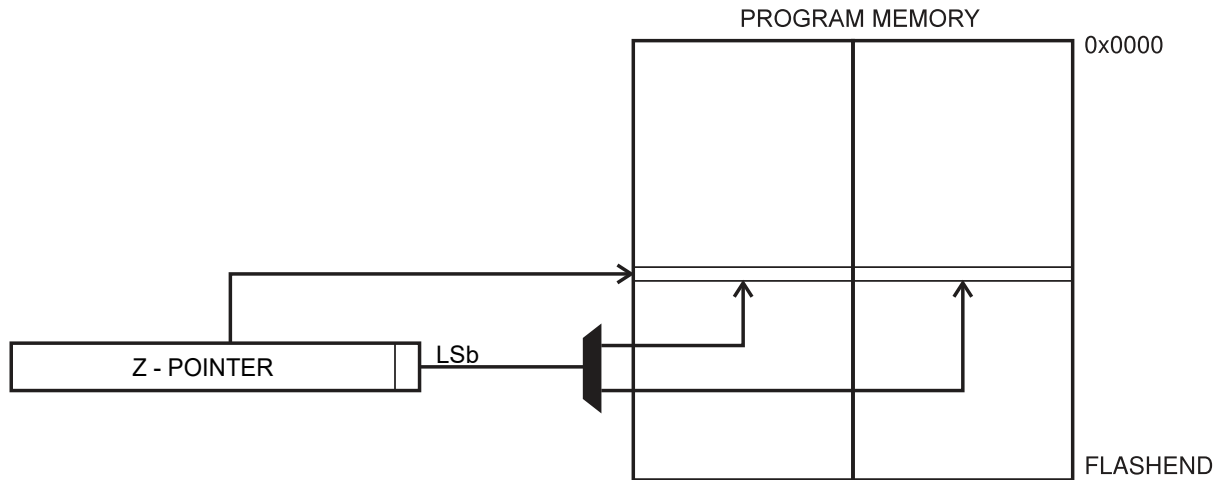 PROGRAM MEMORY
0x0000
Z - POINTER
LSb
FLASHEND